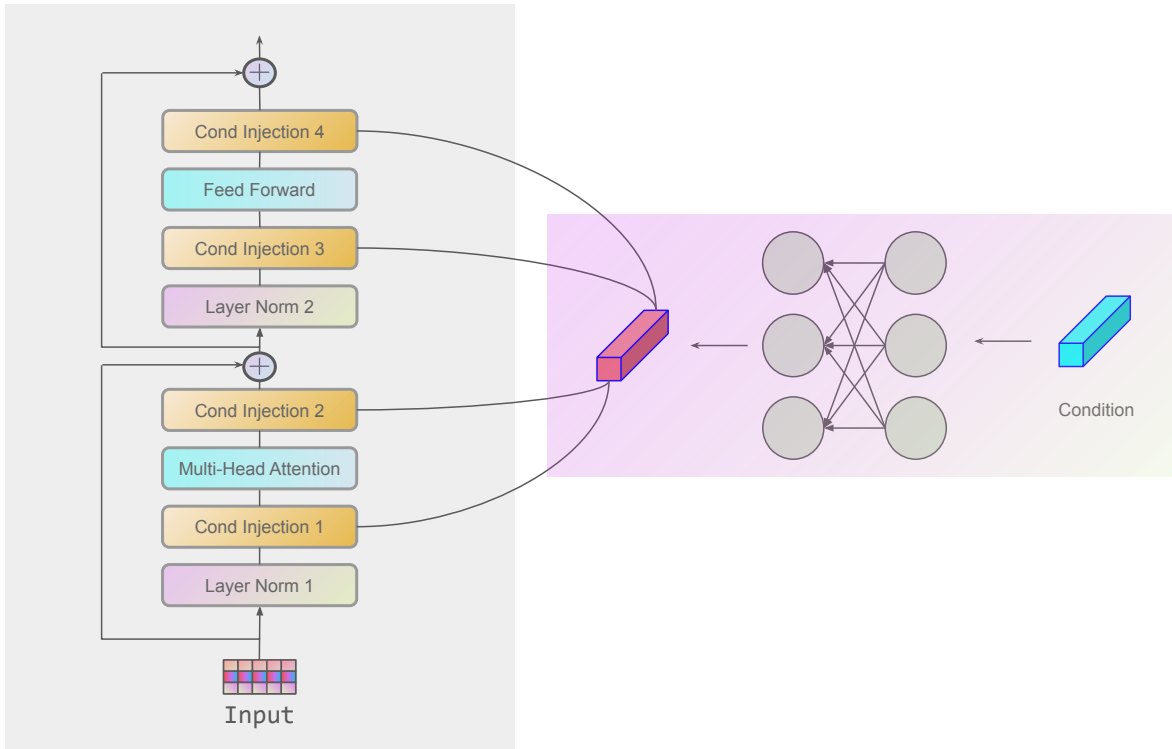 Cond Injection 4
Feed Forward
Cond Injection 3
Layer Norm 2
Cond Injection 2
Multi-Head Attention
Cond Injection 1
Layer Norm 1
Input
Condition